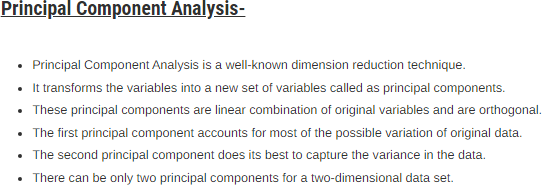 Principal Component Analysis-
• Principal Component Analysis is a well-known dimension reduction technique.
• It transforms the variables into a new set of variables called as principal components.
• These principal components are linear combination of original variables and are orthogonal.
• The first principal component accounts for most of the possible variation of original data.
• The second principal component does its best to capture the variance in the data.
• There can be only two principal components for a two-dimensional data set.